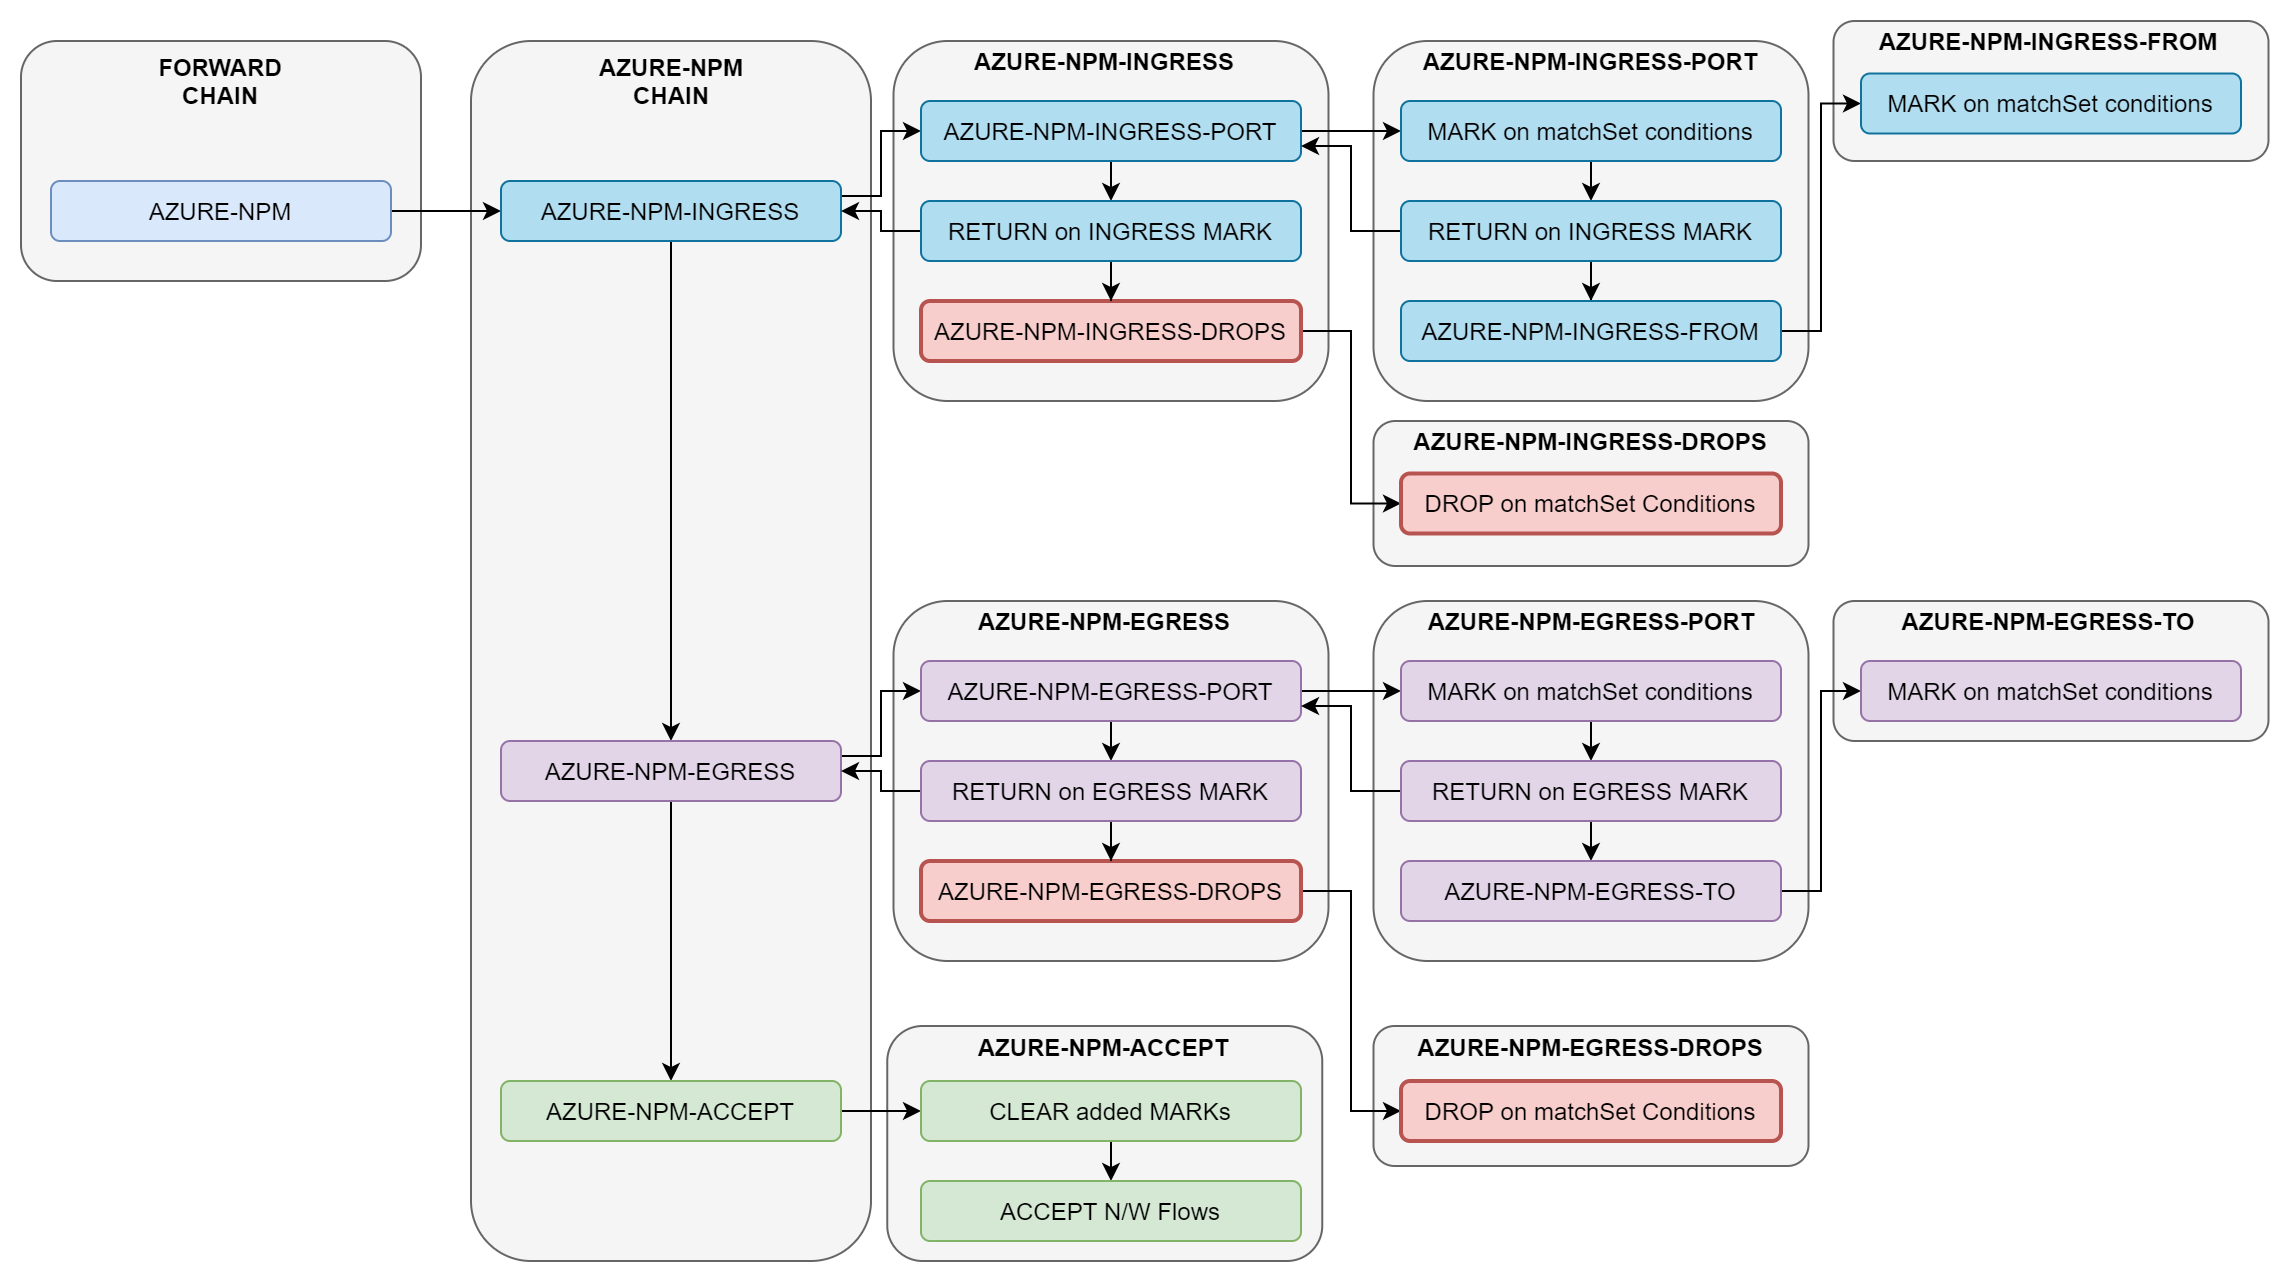 FORWARD
CHAIN
AZURE-NPM
AZURE-NPM
CHAIN
AZURE-NPM-INGRESS
AZURE-NPM-EGRESS
AZURE-NPM-ACCEPT
AZURE-NPM-INGRESS
AZURE-NPM-INGRESS-PORT
RETURN on INGRESS MARK
AZURE-NPM-INGRESS-DROPS
AZURE-NPM-INGRESS-PORT
MARK on matchSet conditions
RETURN on INGRESS MARK
AZURE-NPM-INGRESS-FROM
AZURE-NPM-INGRESS-FROM
MARK on matchSet conditions
AZURE-NPM-INGRESS-DROPS
DROP on matchSet Conditions
AZURE-NPM-EGRESS
AZURE-NPM-EGRESS-PORT
RETURN on EGRESS MARK
AZURE-NPM-EGRESS-DROPS
AZURE-NPM-EGRESS-PORT
MARK on matchSet conditions
RETURN on EGRESS MARK
AZURE-NPM-EGRESS-TO
AZURE-NPM-EGRESS-TO
MARK on matchSet conditions
AZURE-NPM-ACCEPT
CLEAR added MARKs
ACCEPT N/W Flows
AZURE-NPM-EGRESS-DROPS
DROP on matchSet Conditions